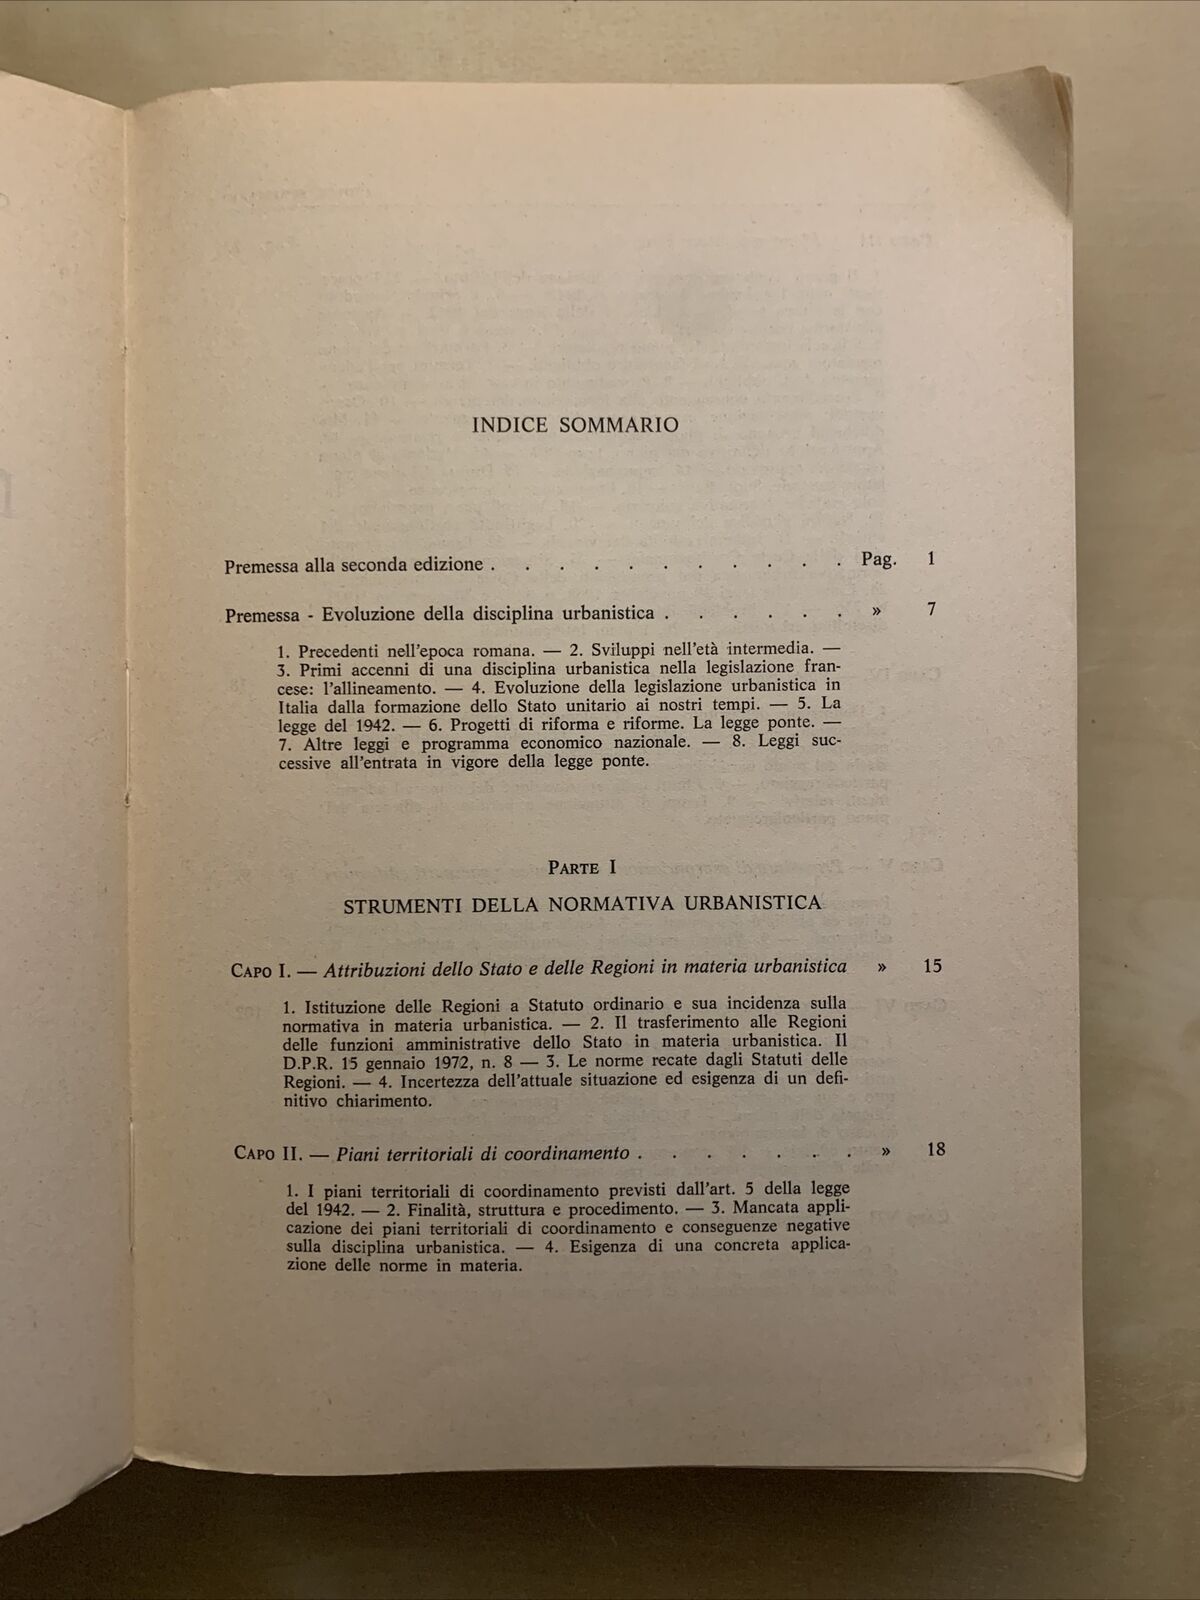 INDICE SOMMARIO
Premessa alla seconda edizione . . . . . . . . . . . Pag. 1
Premessa - Evoluzione della disciplina urbanistica . . . . . . » 7
1. Precedenti nell'epoca romana. — 2. Sviluppi nell'età intermedia. —
3. Primi accenni di una disciplina urbanistica nella legislazione fran-
cese: l'allineamento. — 4. Evoluzione della legislazione urbanistica in
Italia dalla formazione dello Stato unitario ai nostri tempi. — 5. La
legge del 1942. — 6. Progetti di riforma e riforme. La legge ponte. —
7. Altre leggi e programma economico nazionale. — 8. Leggi suc-
cessive all'entrata in vigore della legge ponte.
PARTE I
STRUMENTI DELLA NORMATIVA URBANISTICA
CAPO I. — Attribuzioni dello Stato e delle Regioni in materia urbanistica » 15
1. Istituzione delle Regioni a Statuto ordinario e sua incidenza sulla
normativa in materia urbanistica. — 2. Il trasferimento alle Regioni
delle funzioni amministrative dello Stato in materia urbanistica. Il
D.P.R. 15 gennaio 1972, n. 8 — 3. Le norme recate dagli Statuti delle
Regioni. — 4. Incertezza dell'attuale situazione ed esigenza di un defi-
nitivo chiarimento.
CAPO II. — Piani territoriali di coordinamento . . . . . . . » 18
1. I piani territoriali di coordinamento previsti dall'art. 5 della legge
del 1942. — 2. Finalità, struttura e procedimento. — 3. Mancata appli-
cazione dei piani territoriali di coordinamento e conseguenze negative
sulla disciplina urbanistica. — 4. Esigenza di una concreta applica-
zione delle norme in materia.